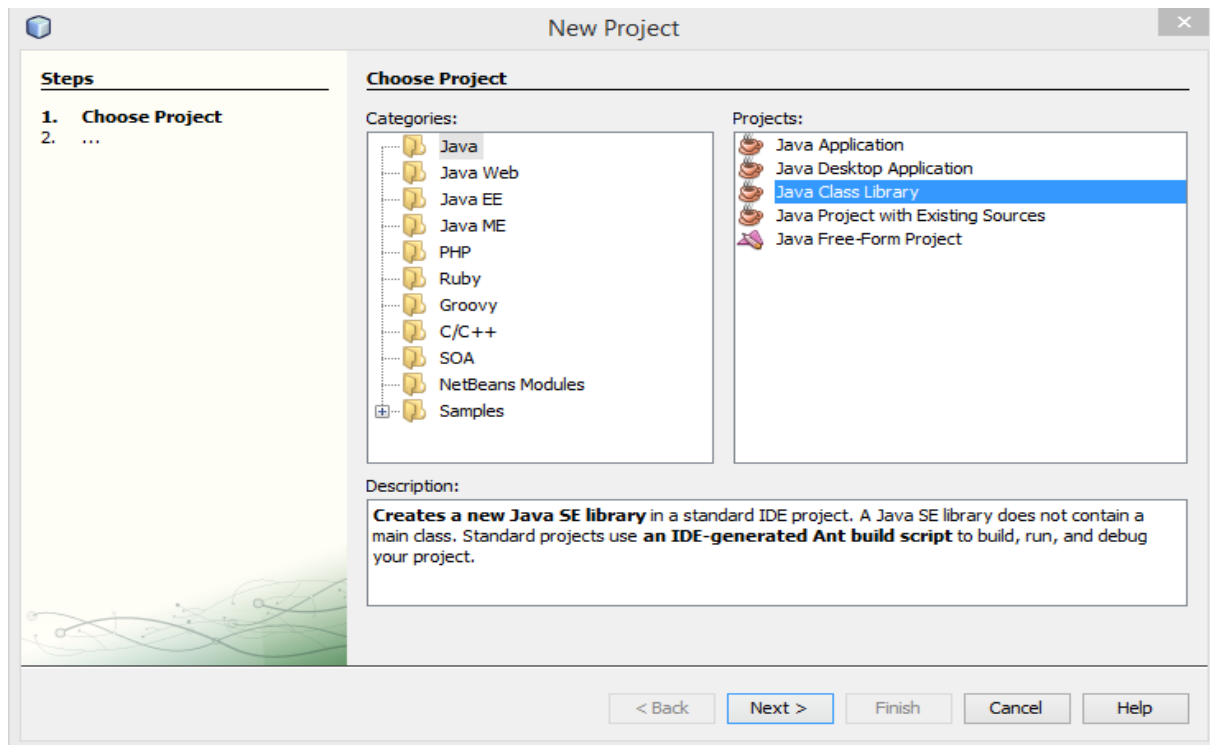 New Project
Steps
1. Choose Project
2. ...
Choose Project
Categories:
Java
Java Web
Java EE
Java ME
PHP
Ruby
Groovy
C/C++
SOA
NetBeans Modules
Samples
Projects:
Java Application
Java Desktop Application
Java Class Library
Java Project with Existing Sources
Java Free-Form Project
Description:
Creates a new Java SE library in a standard IDE project. A Java SE library does not contain a
main class. Standard projects use an IDE-generated Ant build script to build, run, and debug
your project.
< Back
Next >
Finish
Cancel
Help